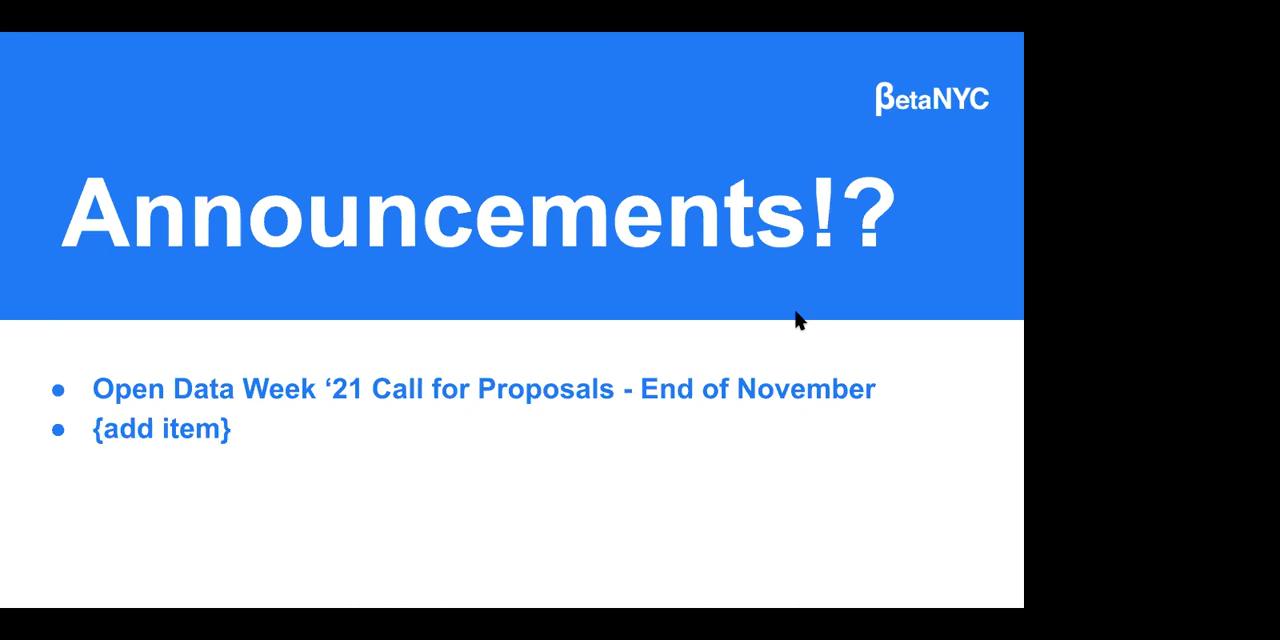 βetaNYC
Announcements!?
● Open Data Week ‘21 Call for Proposals - End of November
● {add item}